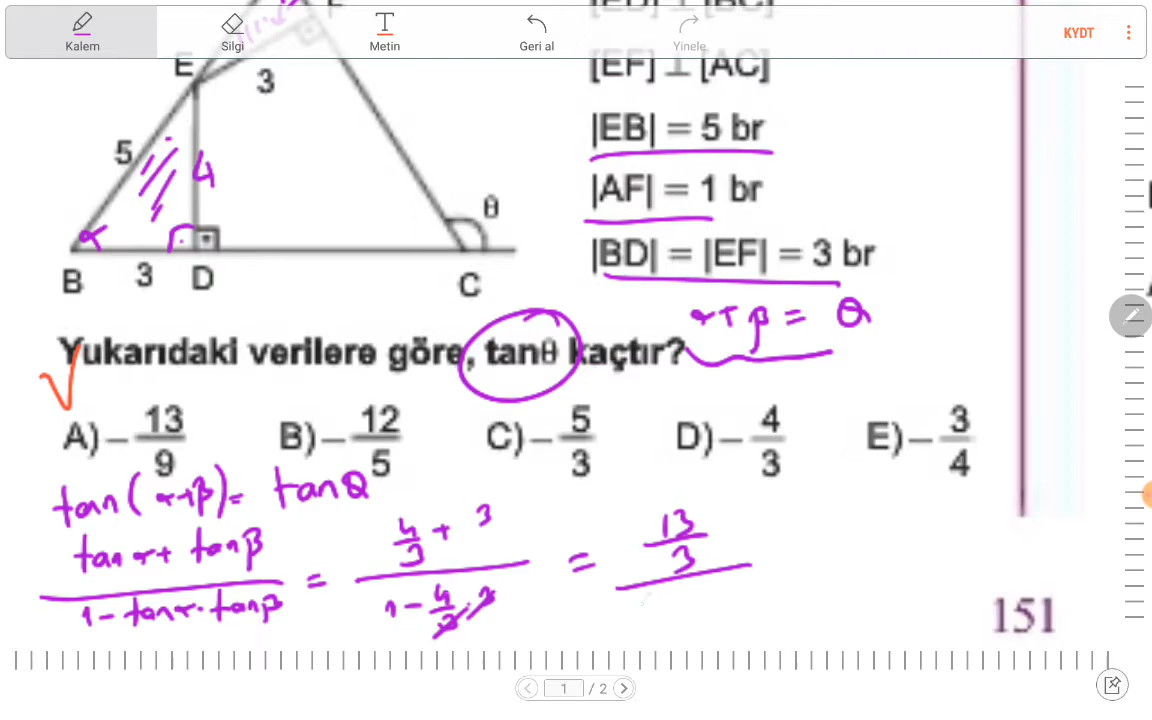 Kalem Silgi Metin Geri al Yinele KYDT
[EF] ⊥ [AC]
E 3
|EB| = 5 br
5 4
|AF| = 1 br
θ
α
|BD| = |EF| = 3 br
B 3 D C
α+β = θ
Yukarıdaki verilere göre, tanθ kaçtır?
A) -13/9 B) -12/5 C) -5/3 D) -4/3 E) -3/4
tan(α+β) = tanθ
tanα + tanβ / 1 - tanα·tanβ = 4/3 + 3 / 1 - 4/3·3 = 13/3
151
1 / 2